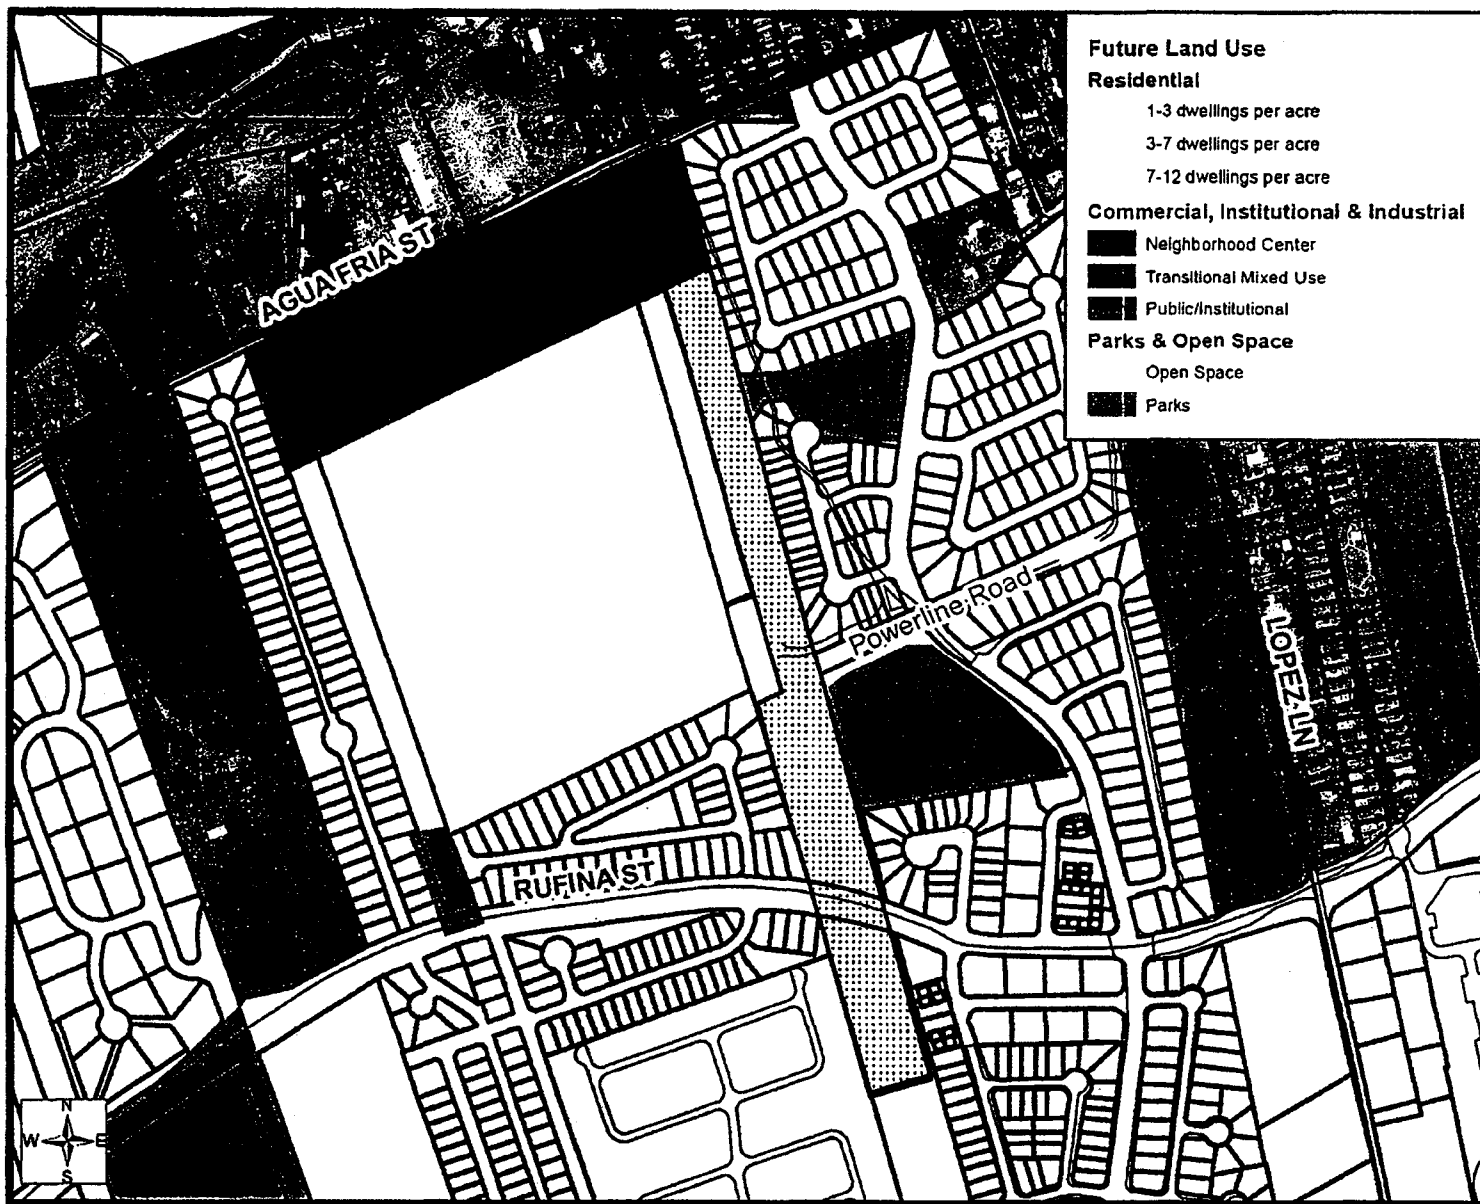 Future Land Use
Residential
1-3 dwellings per acre
3-7 dwellings per acre
7-12 dwellings per acre
Commercial, Institutional & Industrial
Neighborhood Center
Transitional Mixed Use
Public/Institutional
Parks & Open Space
Open Space
Parks
AGUA FRIA ST
Powerline Road
LOPEZ LN
RUFINA ST
N
W E
S